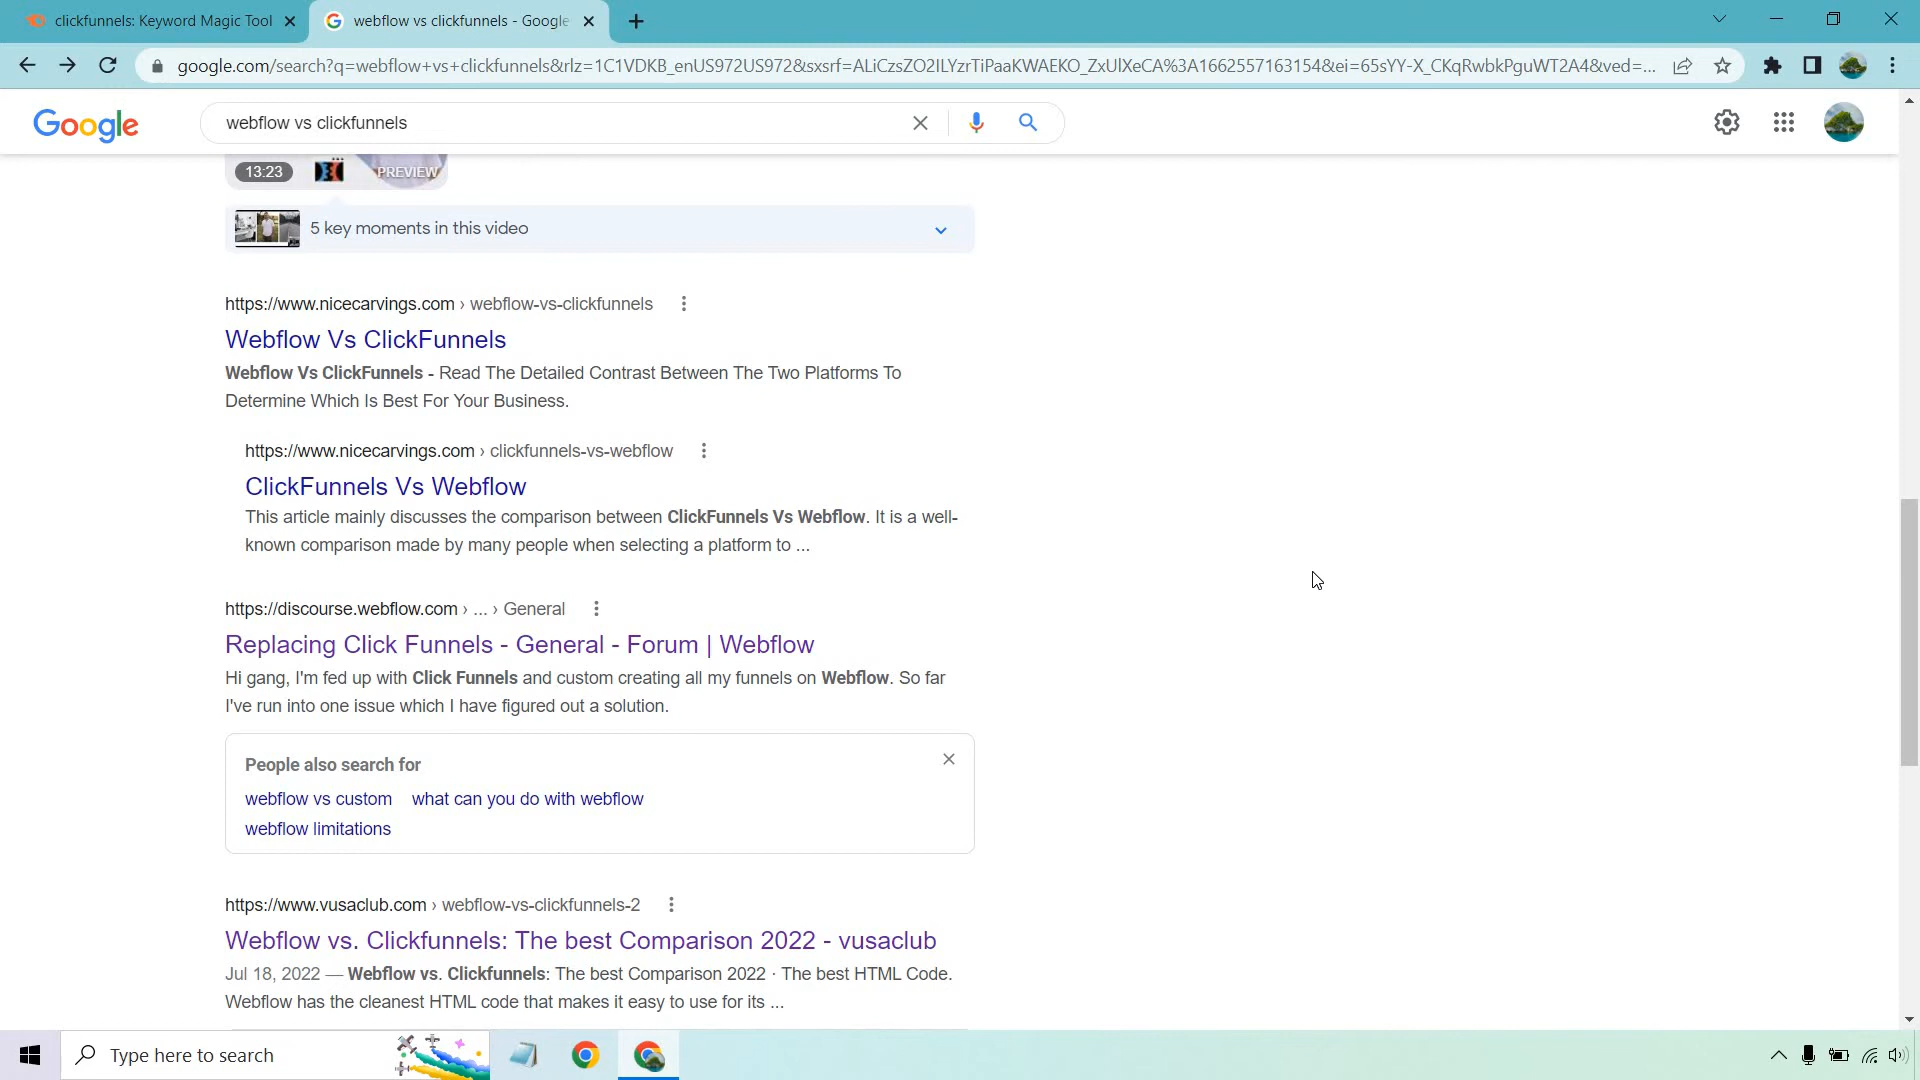 clickfunnels: Keyword Magic Tool
webflow vs clickfunnels - Google
google.com/search?q=webflow+vs+clickfunnels&rlz=1C1VDKB_enUS972US972&sxsrf=ALiCzsZO2ILYzrTiPaaKWAEKO_ZxUlXeCA%3A1662557163154&ei=65sYY-X_CKqRwbkPguWT2A4&ved=...
Google
webflow vs clickfunnels
13:23
PREVIEW
5 key moments in this video
https://www.nicecarvings.com › webflow-vs-clickfunnels
Webflow Vs ClickFunnels
Webflow Vs ClickFunnels - Read The Detailed Contrast Between The Two Platforms To
Determine Which Is Best For Your Business.
https://www.nicecarvings.com › clickfunnels-vs-webflow
ClickFunnels Vs Webflow
This article mainly discusses the comparison between ClickFunnels Vs Webflow. It is a well-
known comparison made by many people when selecting a platform to ...
https://discourse.webflow.com › ... › General
Replacing Click Funnels - General - Forum | Webflow
Hi gang, I'm fed up with Click Funnels and custom creating all my funnels on Webflow. So far
I've run into one issue which I have figured out a solution.
People also search for
webflow vs custom what can you do with webflow
webflow limitations
https://www.vusaclub.com › webflow-vs-clickfunnels-2
Webflow vs. Clickfunnels: The best Comparison 2022 - vusaclub
Jul 18, 2022 — Webflow vs. Clickfunnels: The best Comparison 2022 · The best HTML Code.
Webflow has the cleanest HTML code that makes it easy to use for its ...
Type here to search